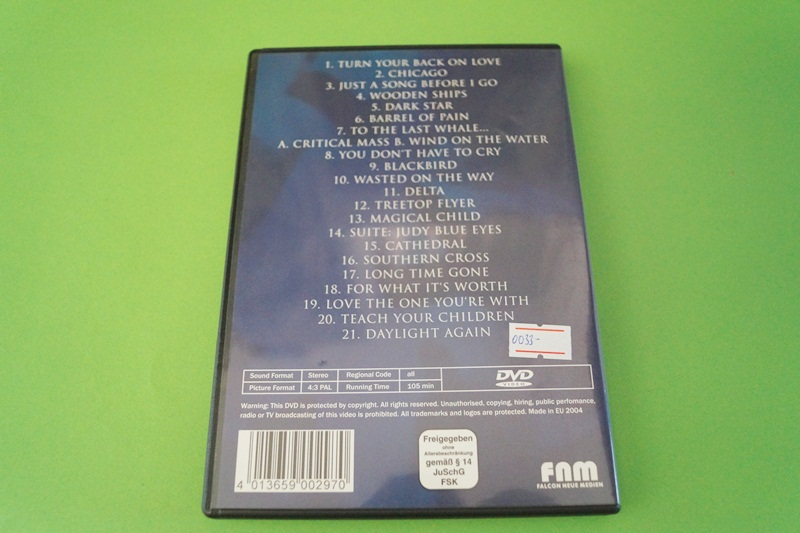 1. TURN YOUR BACK ON LOVE
2. CHICAGO
3. JUST A SONG BEFORE I GO
4. WOODEN SHIPS
5. DARK STAR
6. BARREL OF PAIN
7. TO THE LAST WHALE...
A. CRITICAL MASS B. WIND ON THE WATER
8. YOU DON'T HAVE TO CRY
9. BLACKBIRD
10. WASTED ON THE WAY
11. DELTA
12. TREETOP FLYER
13. MAGICAL CHILD
14. SUITE: JUDY BLUE EYES
15. CATHEDRAL
16. SOUTHERN CROSS
17. LONG TIME GONE
18. FOR WHAT IT'S WORTH
19. LOVE THE ONE YOU'RE WITH
20. TEACH YOUR CHILDREN
21. DAYLIGHT AGAIN
0033-
Sound Format Stereo Regional Code all
Picture Format 4:3 PAL Running Time 105 min
DVD
VIDEO
Warning: This DVD is protected by copyright. All rights reserved. Unauthorised, copying, hiring, public perfomance,
radio or TV broadcasting of this video is prohibited. All trademarks and logos are protected. Made in EU 2004
4 013659 002970
Freigegeben
ohne
Altersbeschränkung
gemäß § 14
JuSchG
FSK
FNM
FALCON NEUE MEDIEN